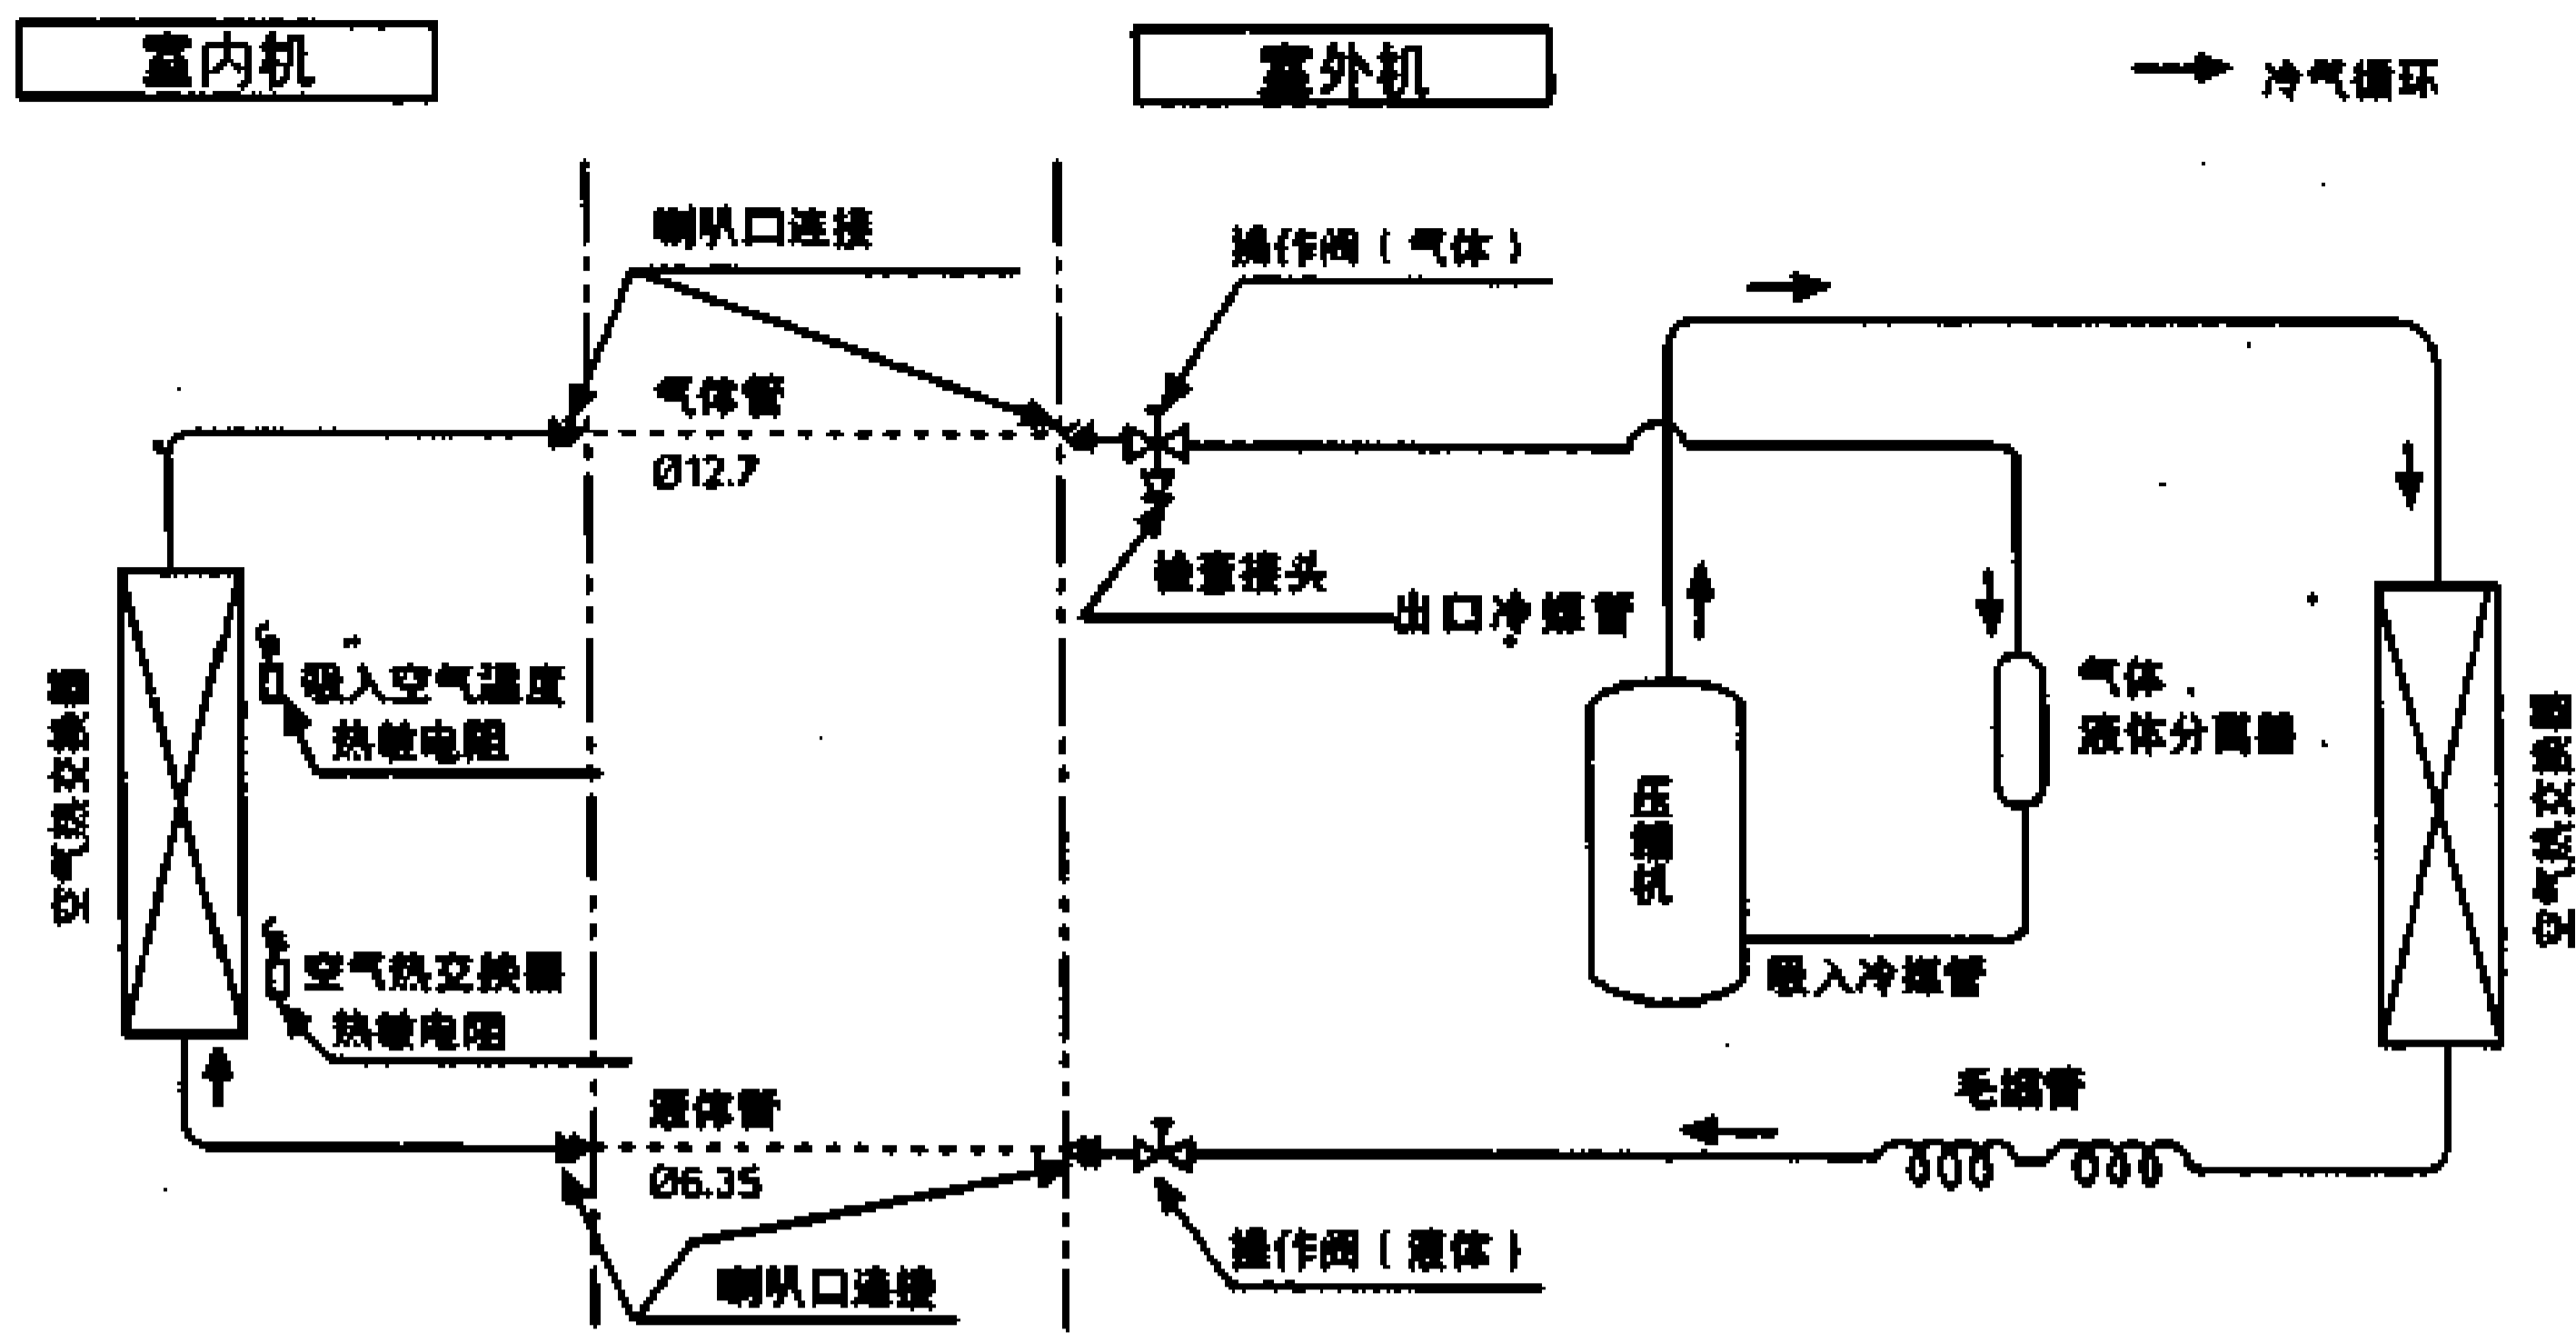 室内机
室外机
冷气循环
喇叭口连接
操作阀（气体）
气体管
Ø12.7
检查接头
出口冷媒管
吸入空气温度
热敏电阻
空气热交换器
气体
液体分离器
压缩机
空气热交换器
空气热交换器
热敏电阻
吸入冷媒管
毛细管
液体管
Ø6.35
操作阀（液体）
喇叭口连接